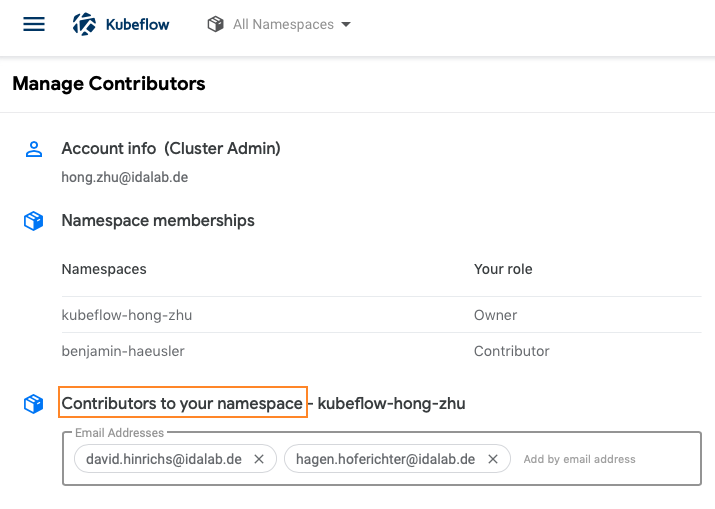 Kubeflow All Namespaces
Manage Contributors
Account info (Cluster Admin)
hong.zhu@idalab.de
Namespace memberships
Namespaces Your role
kubeflow-hong-zhu Owner
benjamin-haeusler Contributor
Contributors to your namespace - kubeflow-hong-zhu
Email Addresses
david.hinrichs@idalab.de × hagen.hoferichter@idalab.de × Add by email address